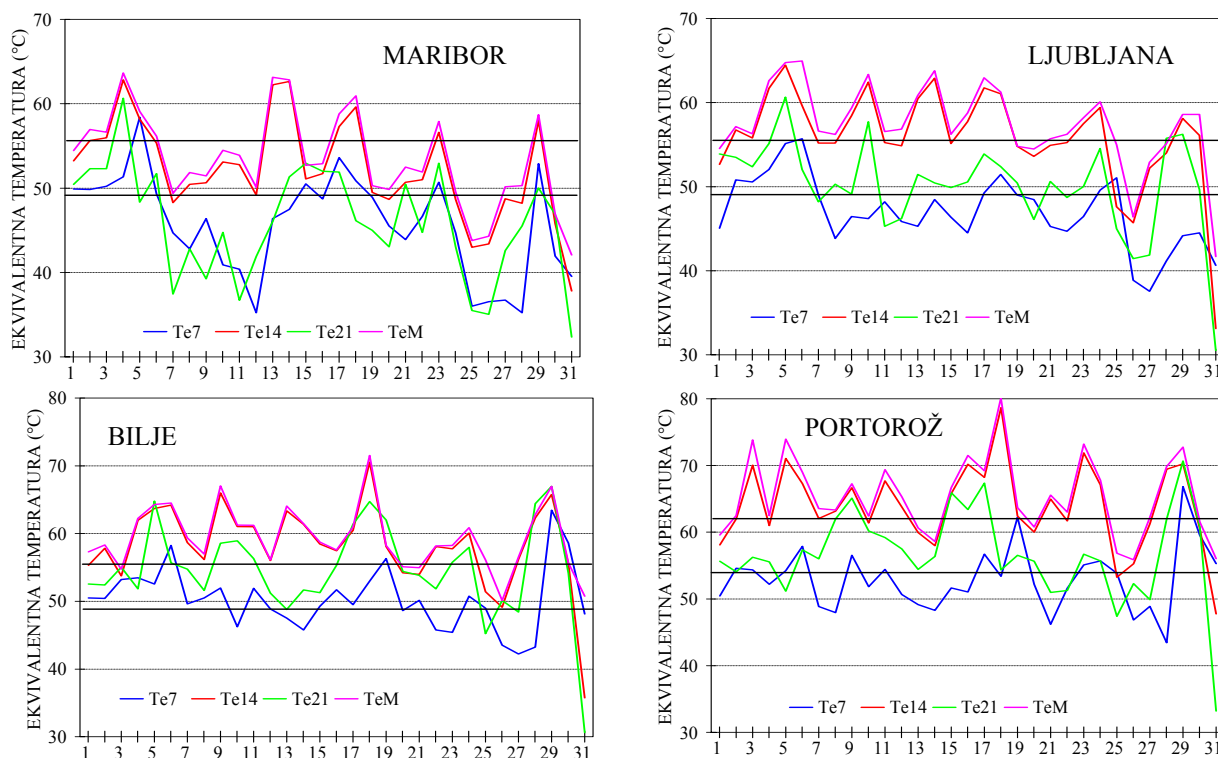 EKVIVALENTNA TEMPERATURA (°C)
MARIBOR
70
60
50
40
30
Te7 Te14 Te21 TeM
1 3 5 7 9 11 13 15 17 19 21 23 25 27 29 31
EKVIVALENTNA TEMPERATURA (°C)
LJUBLJANA
70
60
50
40
30
Te7 Te14 Te21 TeM
1 3 5 7 9 11 13 15 17 19 21 23 25 27 29 31
EKVIVALENTNA TEMPERATURA (°C)
BILJE
80
70
60
50
40
30
Te7 Te14 Te21 TeM
1 3 5 7 9 11 13 15 17 19 21 23 25 27 29 31
EKVIVALENTNA TEMPERATURA (°C)
PORTOROŽ
80
70
60
50
40
30
Te7 Te14 Te21 TeM
1 3 5 7 9 11 13 15 17 19 21 23 25 27 29 31